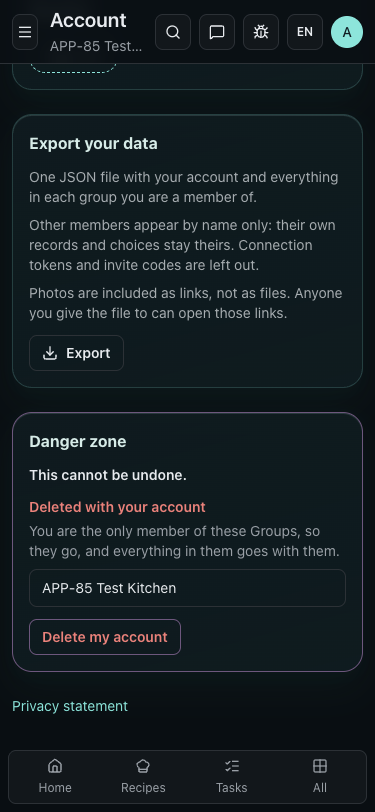 Account
APP-85 Test...
EN
A
Export your data
One JSON file with your account and everything
in each group you are a member of.
Other members appear by name only: their own
records and choices stay theirs. Connection
tokens and invite codes are left out.
Photos are included as links, not as files. Anyone
you give the file to can open those links.
Export
Danger zone
This cannot be undone.
Deleted with your account
You are the only member of these Groups, so
they go, and everything in them goes with them.
APP-85 Test Kitchen
Delete my account
Privacy statement
Home
Recipes
Tasks
All